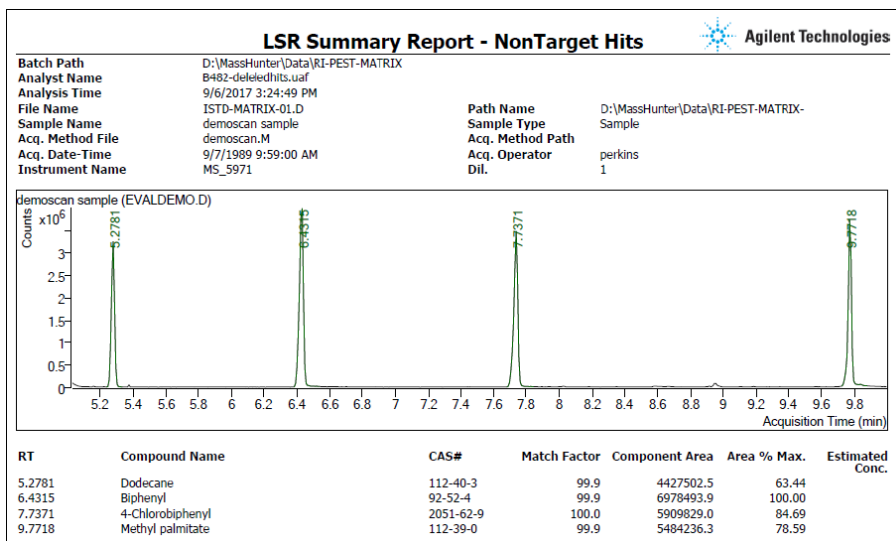 LSR Summary Report - NonTarget Hits
Agilent Technologies
Batch Path D:\MassHunter\Data\RI-PEST-MATRIX
Analyst Name B482-deleledhits.uaf
Analysis Time 9/6/2017 3:24:49 PM
File Name ISTD-MATRIX-01.D Path Name D:\MassHunter\Data\RI-PEST-MATRIX-
Sample Name demoscan sample Sample Type Sample
Acq. Method File demoscan.M Acq. Method Path
Acq. Date-Time 9/7/1989 9:59:00 AM Acq. Operator perkins
Instrument Name MS_5971 Dil. 1
demoscan sample (EVALDEMO.D)
Counts
x10⁶
5.2781 6.4315 7.7371 9.7718
3
2.5
2
1.5
1
0.5
0
5.2 5.4 5.6 5.8 6 6.2 6.4 6.6 6.8 7 7.2 7.4 7.6 7.8 8 8.2 8.4 8.6 8.8 9 9.2 9.4 9.6 9.8
Acquisition Time (min)
RT Compound Name CAS# Match Factor Component Area Area % Max. Estimated
Conc.
5.2781 Dodecane 112-40-3 99.9 4427502.5 63.44
6.4315 Biphenyl 92-52-4 99.9 6978493.9 100.00
7.7371 4-Chlorobiphenyl 2051-62-9 100.0 5909829.0 84.69
9.7718 Methyl palmitate 112-39-0 99.9 5484236.3 78.59